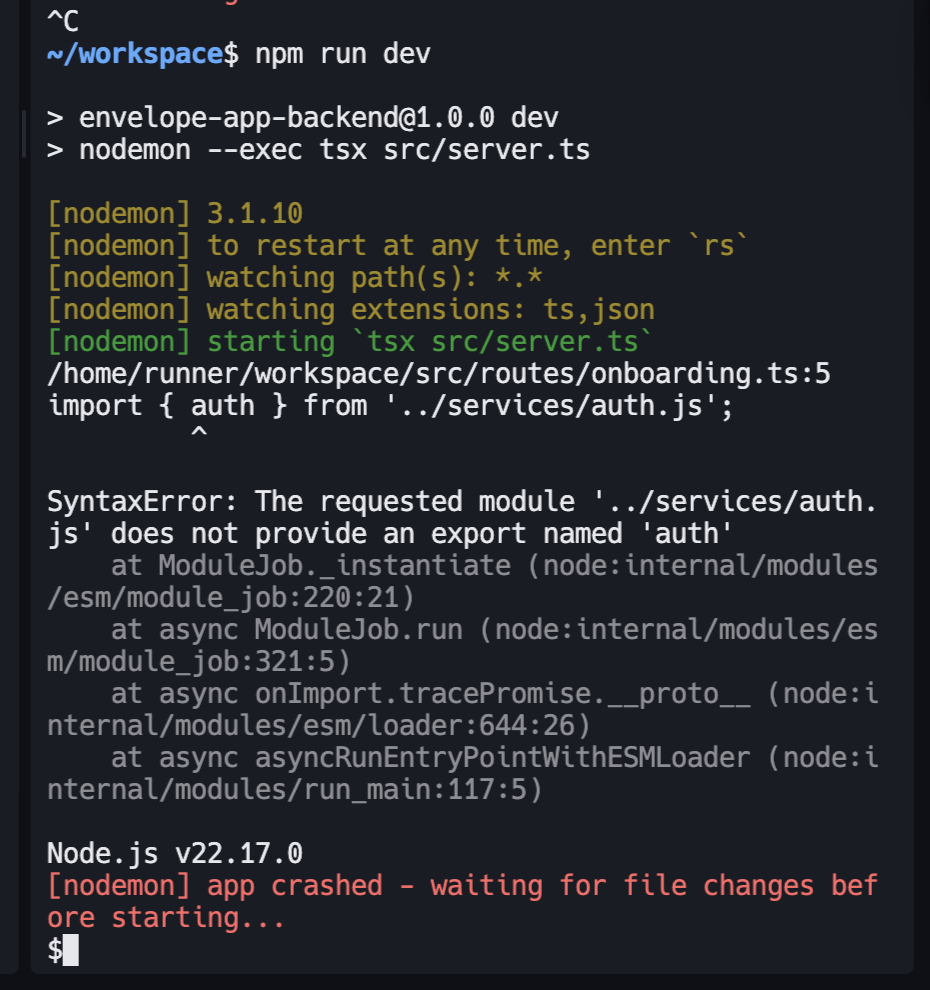 ^C
~/workspace$ npm run dev
> envelope-app-backend@1.0.0 dev
> nodemon --exec tsx src/server.ts
[nodemon] 3.1.10
[nodemon] to restart at any time, enter `rs`
[nodemon] watching path(s): *.*
[nodemon] watching extensions: ts,json
[nodemon] starting `tsx src/server.ts`
/home/runner/workspace/src/routes/onboarding.ts:5
import { auth } from '../services/auth.js';
         ^
SyntaxError: The requested module '../services/auth.
js' does not provide an export named 'auth'
    at ModuleJob._instantiate (node:internal/modules
/esm/module_job:220:21)
    at async ModuleJob.run (node:internal/modules/es
m/module_job:321:5)
    at async onImport.tracePromise.__proto__ (node:i
nternal/modules/esm/loader:644:26)
    at async asyncRunEntryPointWithESMLoader (node:i
nternal/modules/run_main:117:5)
Node.js v22.17.0
[nodemon] app crashed - waiting for file changes bef
ore starting...
$